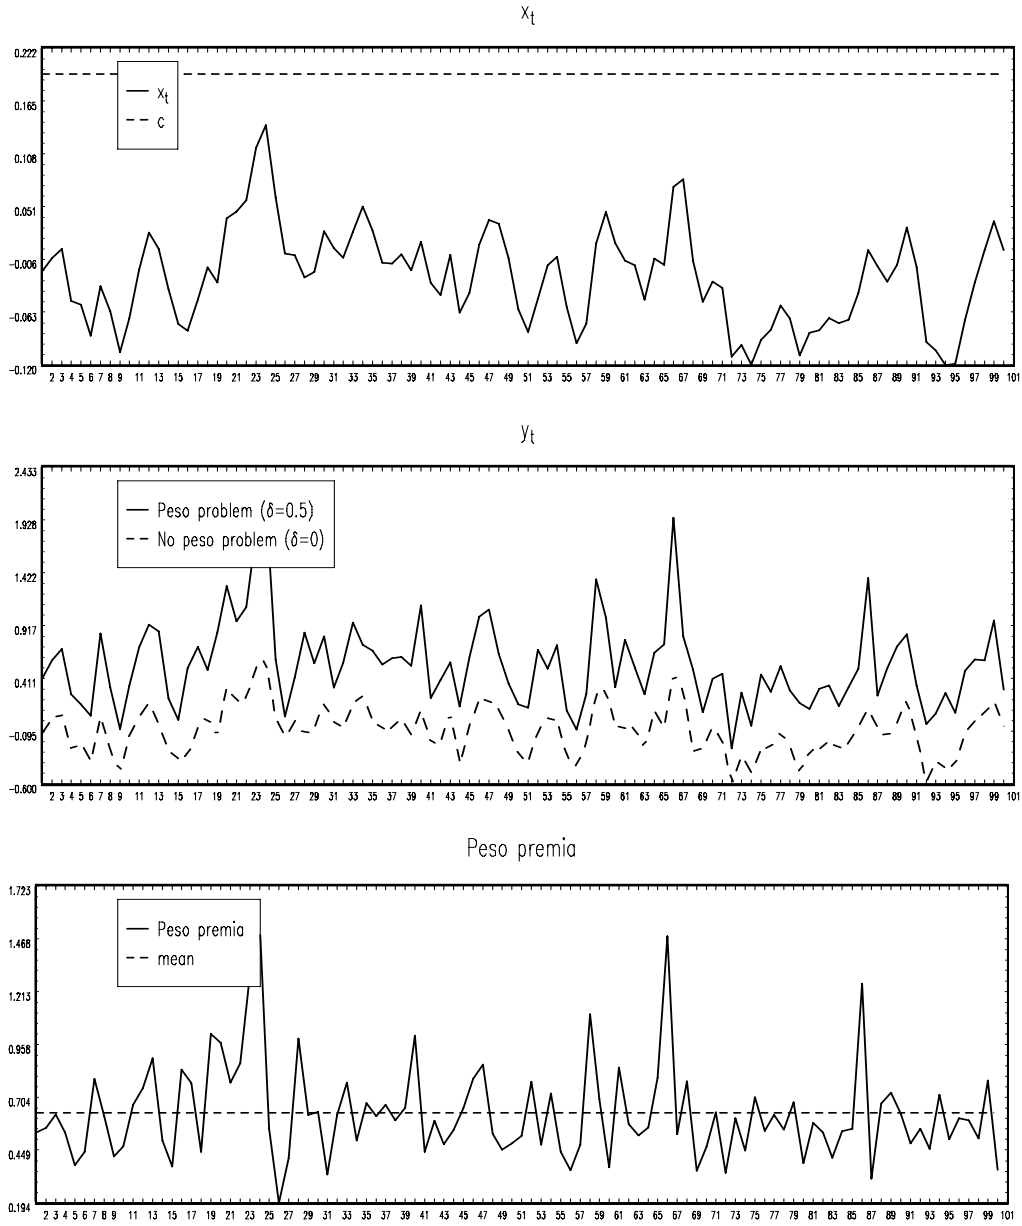 xt
0.222
0.165
0.108
0.051
−0.006
−0.063
−0.120
xt
c
2 3 4 5 6 7 8 9 11 13 15 17 19 21 23 25 27 29 31 33 35 37 39 41 43 45 47 49 51 53 55 57 59 61 63 65 67 69 71 73 75 77 79 81 83 85 87 89 91 93 95 97 99 101
yt
2.433
1.928
1.422
0.917
0.411
−0.095
−0.600
Peso problem (δ=0.5)
No peso problem (δ=0)
2 3 4 5 6 7 8 9 11 13 15 17 19 21 23 25 27 29 31 33 35 37 39 41 43 45 47 49 51 53 55 57 59 61 63 65 67 69 71 73 75 77 79 81 83 85 87 89 91 93 95 97 99 101
Peso premia
1.723
1.468
1.213
0.958
0.704
0.449
0.194
Peso premia
mean
2 3 4 5 6 7 8 9 11 13 15 17 19 21 23 25 27 29 31 33 35 37 39 41 43 45 47 49 51 53 55 57 59 61 63 65 67 69 71 73 75 77 79 81 83 85 87 89 91 93 95 97 99 101